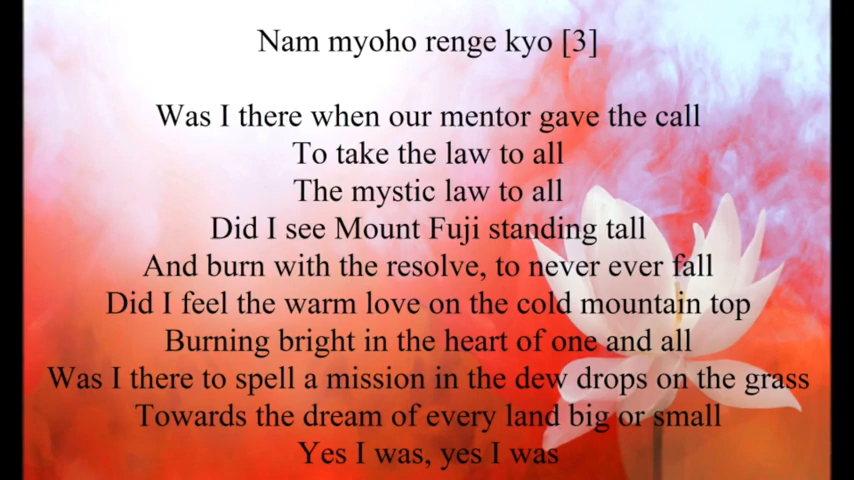 Nam myoho renge kyo [3]
Was I there when our mentor gave the call
To take the law to all
The mystic law to all
Did I see Mount Fuji standing tall
And burn with the resolve, to never ever fall
Did I feel the warm love on the cold mountain top
Burning bright in the heart of one and all
Was I there to spell a mission in the dew drops on the grass
Towards the dream of every land big or small
Yes I was, yes I was